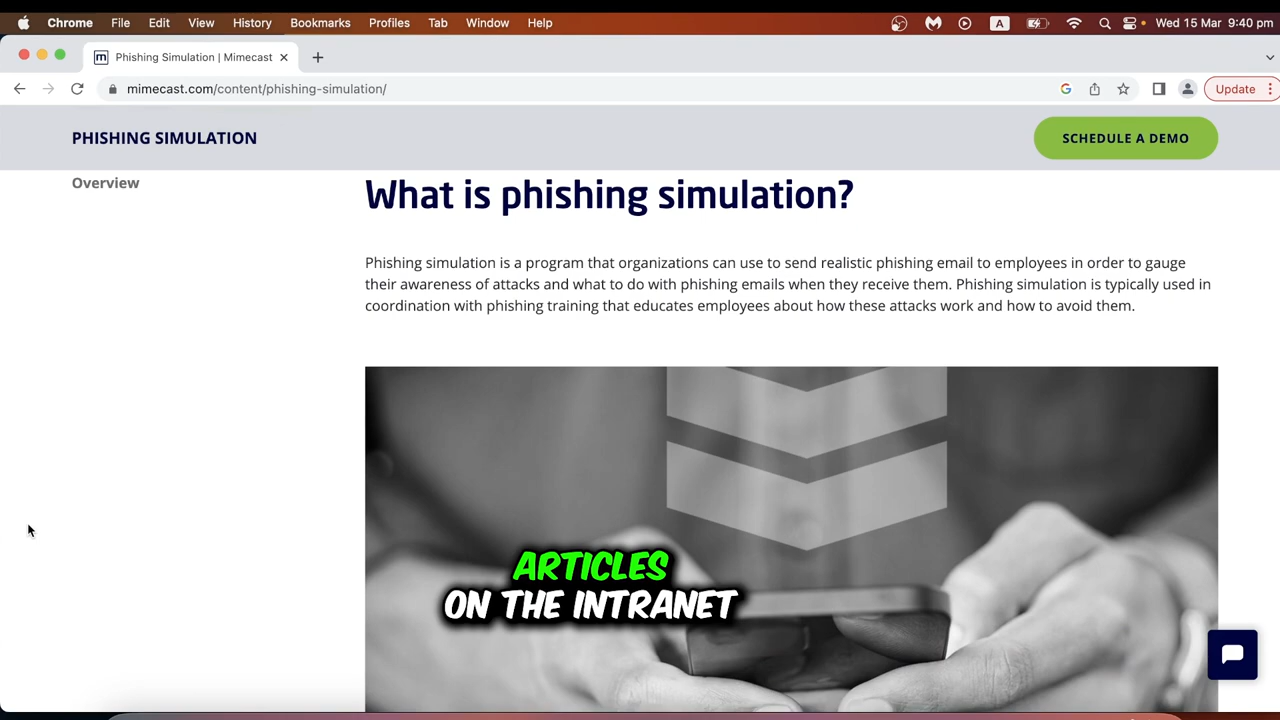 Chrome File Edit View History Bookmarks Profiles Tab Window Help A Wed 15 Mar 9:40 pm
m Phishing Simulation | Mimecast
mimecast.com/content/phishing-simulation/ G Update
PHISHING SIMULATION SCHEDULE A DEMO
Overview
What is phishing simulation?
Phishing simulation is a program that organizations can use to send realistic phishing email to employees in order to gauge
their awareness of attacks and what to do with phishing emails when they receive them. Phishing simulation is typically used in
coordination with phishing training that educates employees about how these attacks work and how to avoid them.
ARTICLES
ON THE INTRANET